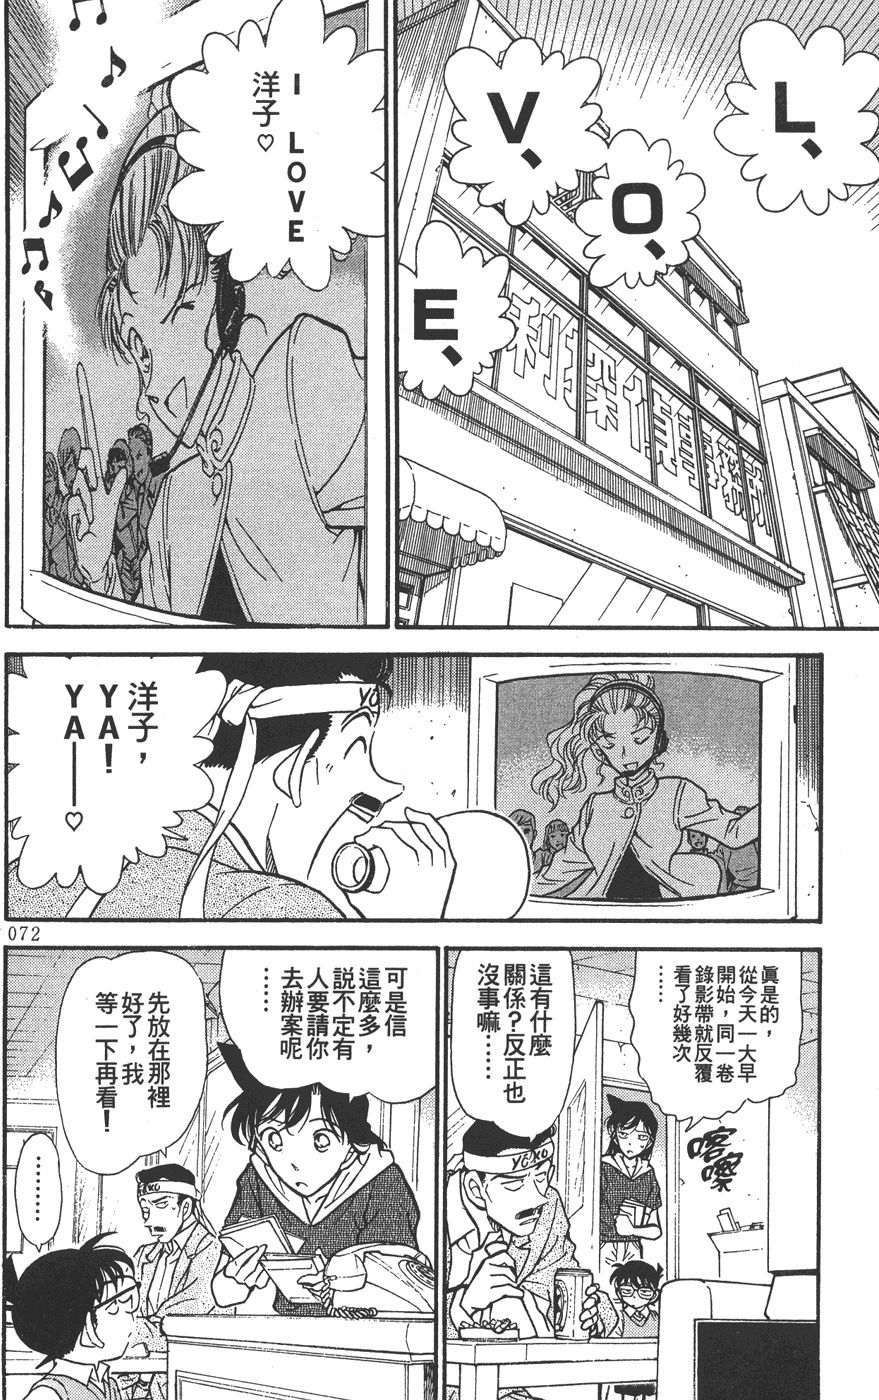 L、
O、
V、
E、
利偵探事務所
I LOVE
洋子♡
洋子，
YA！
YA——♡
YOKO
072
真是的，
從今天一大早
開始，同一卷
錄影帶就反覆
看了好幾次
……
喀嚓
這有什麼
關係？反正也
沒事嘛……
YOKO
可是信
這麼多，
說不定有
人要請你
去辦案呢
……
先放在那裡
好了，我
等一下再看！
……